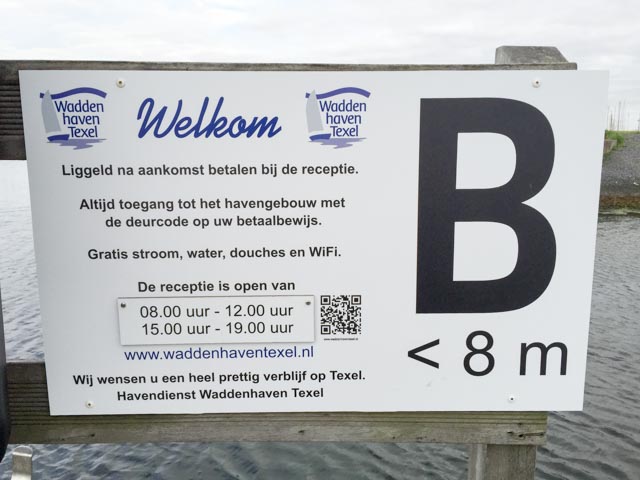 Wadden
haven
Texel
Welkom
Wadden
haven
Texel
Liggeld na aankomst betalen bij de receptie.
Altijd toegang tot het havengebouw met
de deurcode op uw betaalbewijs.
Gratis stroom, water, douches en WiFi.
De receptie is open van
08.00 uur - 12.00 uur
15.00 uur - 19.00 uur
www.waddenhaventexel.nl
Wij wensen u een heel prettig verblijf op Texel.
Havendienst Waddenhaven Texel
B
< 8 m